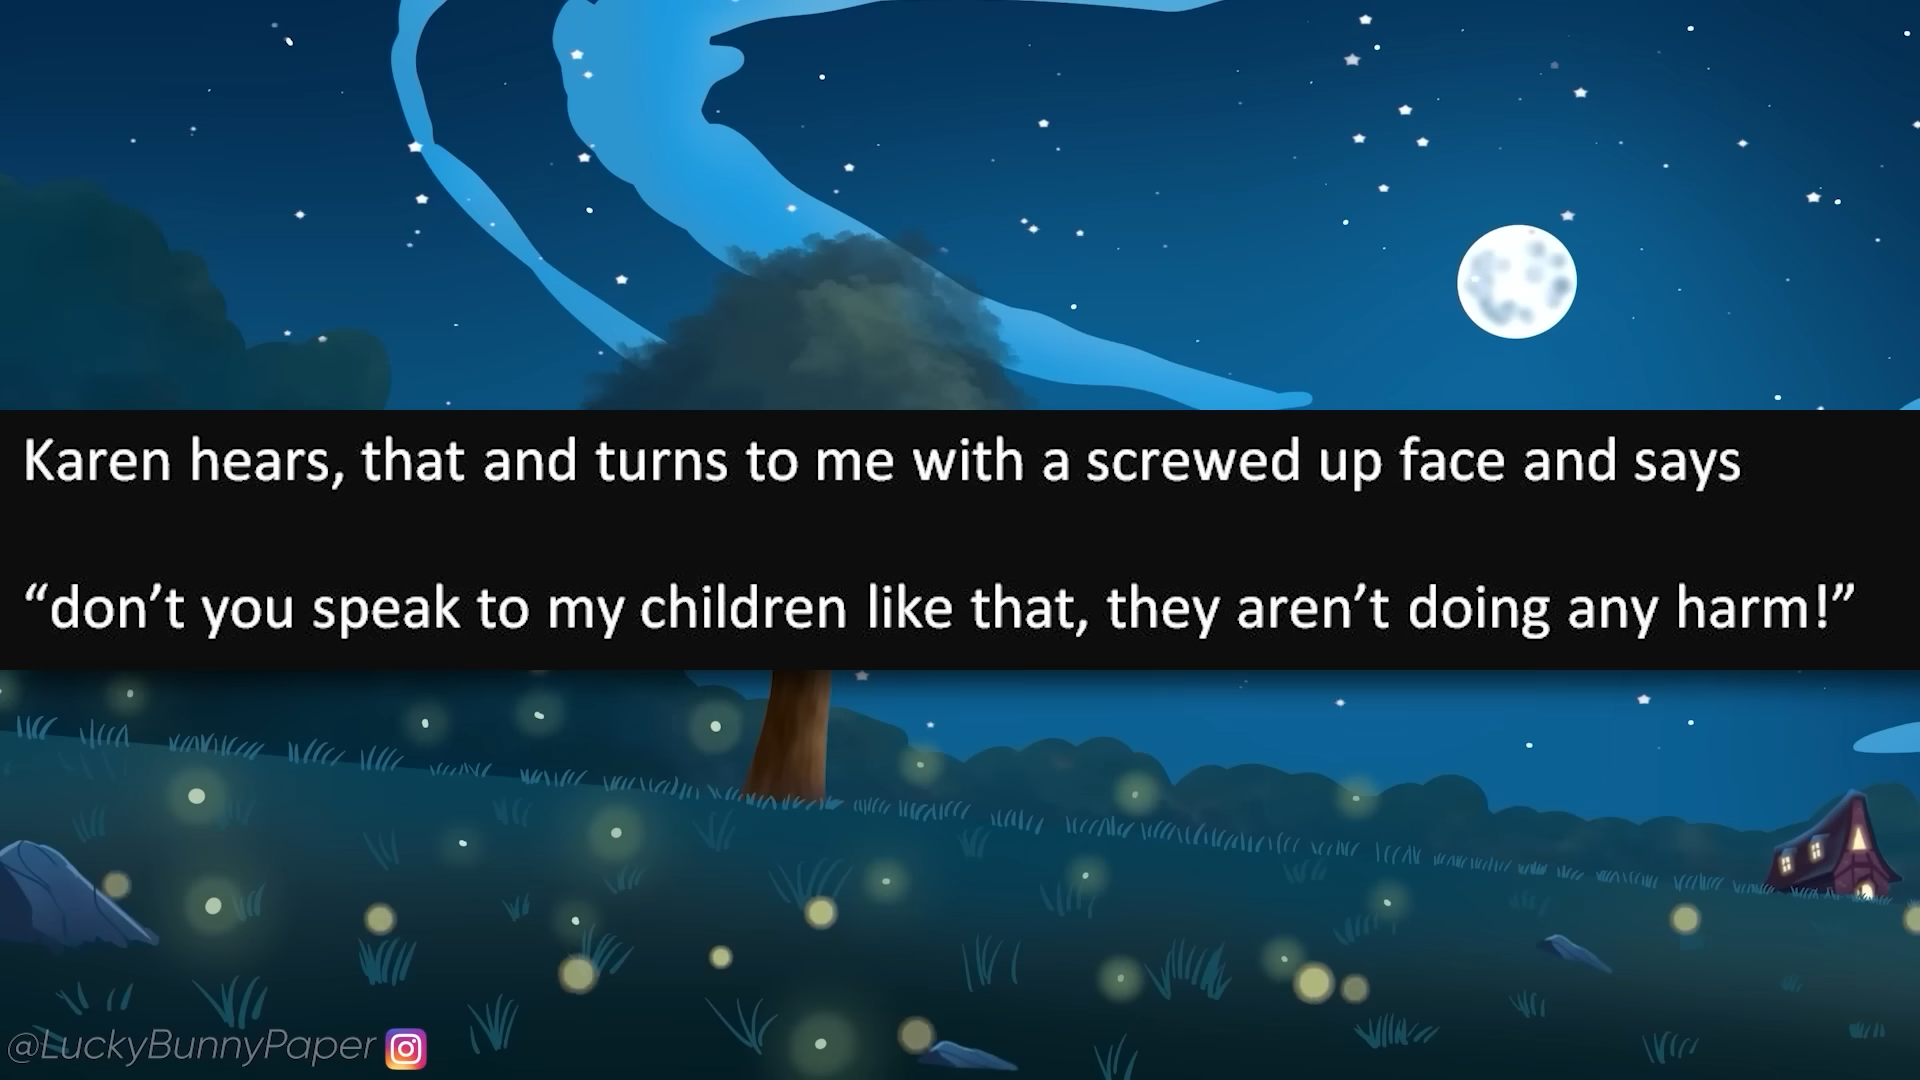 Karen hears, that and turns to me with a screwed up face and says
“don’t you speak to my children like that, they aren’t doing any harm!”
@LuckyBunnyPaper